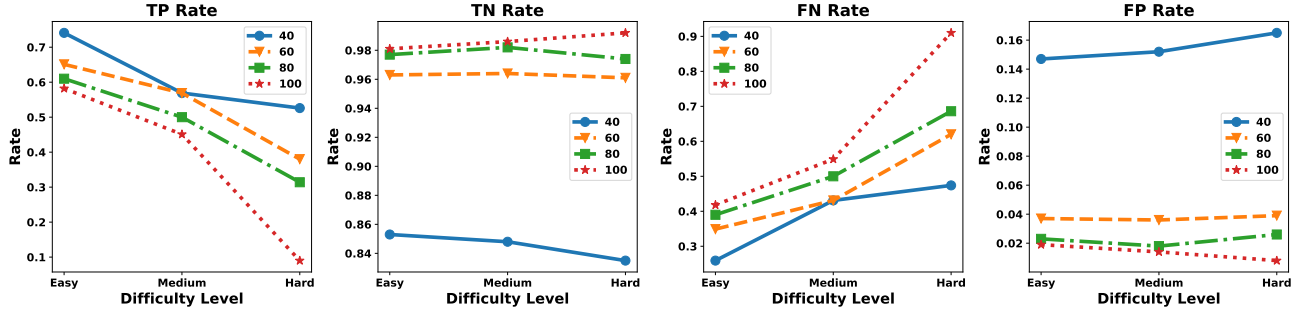 TP Rate
Rate
0.7
0.6
0.5
0.4
0.3
0.2
0.1
40
60
80
100
Easy
Medium
Hard
Difficulty Level
TN Rate
Rate
0.98
0.96
0.94
0.92
0.90
0.88
0.86
0.84
40
60
80
100
Easy
Medium
Hard
Difficulty Level
FN Rate
Rate
0.9
0.8
0.7
0.6
0.5
0.4
0.3
40
60
80
100
Easy
Medium
Hard
Difficulty Level
FP Rate
Rate
0.16
0.14
0.12
0.10
0.08
0.06
0.04
0.02
40
60
80
100
Easy
Medium
Hard
Difficulty Level